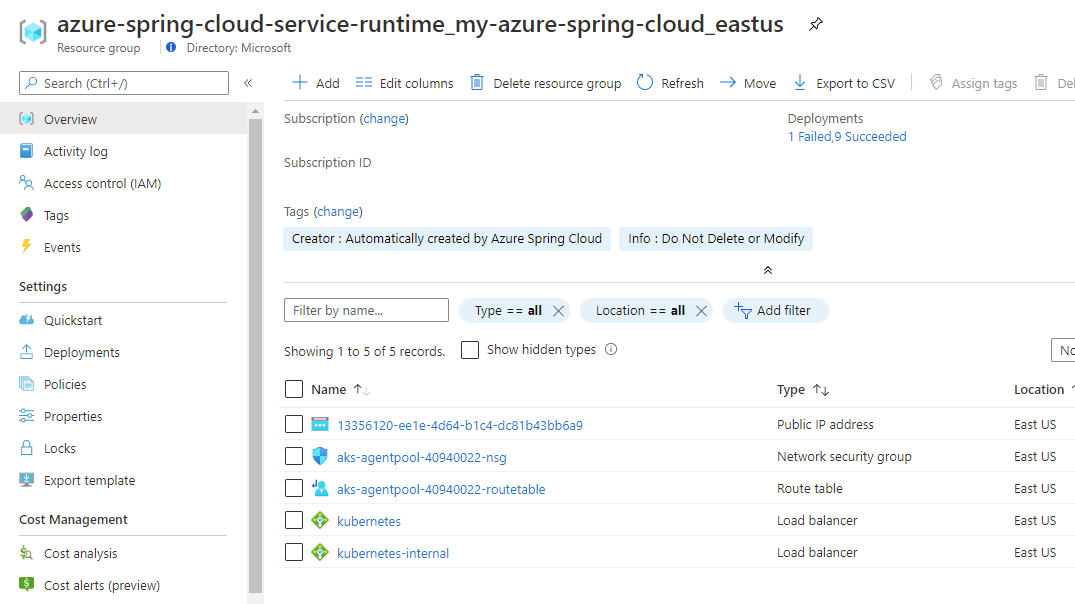 azure-spring-cloud-service-runtime_my-azure-spring-cloud_eastus
Resource group
Directory: Microsoft
Search (Ctrl+/)
Overview
Activity log
Access control (IAM)
Tags
Events
Settings
Quickstart
Deployments
Policies
Properties
Locks
Export template
Cost Management
Cost analysis
Cost alerts (preview)
Add Edit columns Delete resource group Refresh Move Export to CSV Assign tags
Subscription (change) Deployments
1 Failed,9 Succeeded
Subscription ID
Tags (change)
Creator : Automatically created by Azure Spring Cloud Info : Do Not Delete or Modify
Filter by name... Type == all Location == all Add filter
Showing 1 to 5 of 5 records. Show hidden types
Name Type Location
13356120-ee1e-4d64-b1c4-dc81b43bb6a9 Public IP address East US
aks-agentpool-40940022-nsg Network security group East US
aks-agentpool-40940022-routetable Route table East US
kubernetes Load balancer East US
kubernetes-internal Load balancer East US